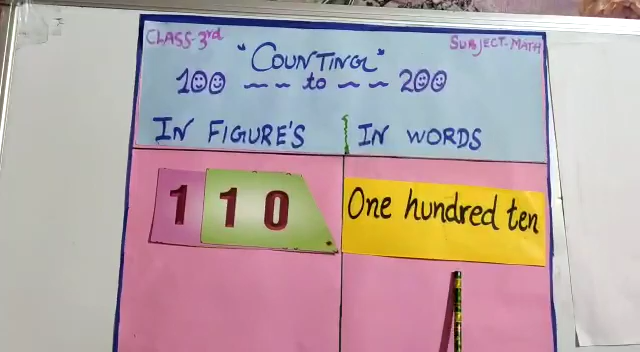 CLASS-3rd
SUBJECT-MATH
"COUNTING"
100 ~ ~ to ~ ~ 200
IN FIGURE'S
IN WORDS
110
One hundred ten